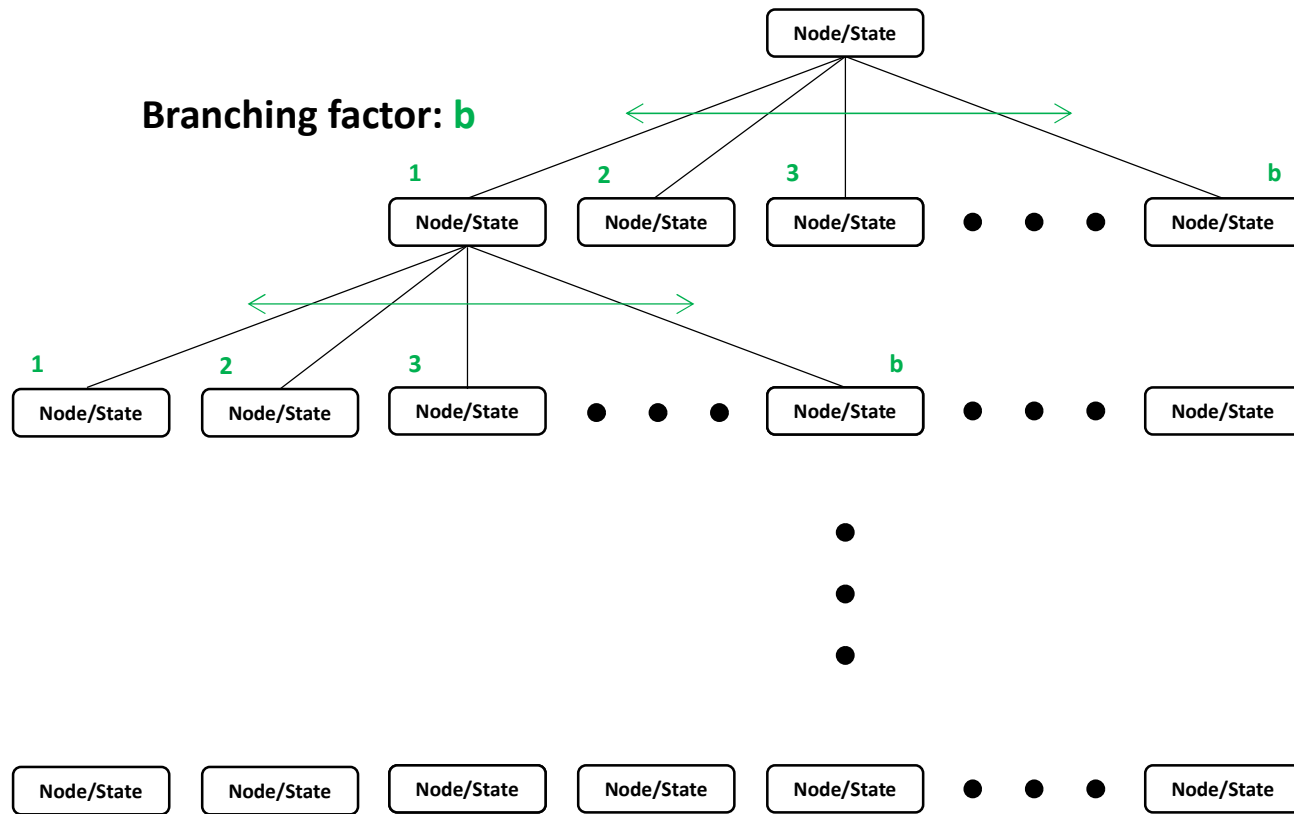 Node/State
Branching factor: b
1 2 3 b
Node/State Node/State Node/State Node/State
1 2 3 b
Node/State Node/State Node/State Node/State Node/State
Node/State Node/State Node/State Node/State Node/State Node/State